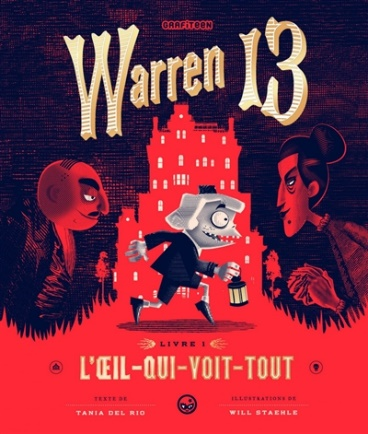 GRAFiTEEN
Warren 13
LIVRE 1
L'ŒIL-QUI-VOIT-TOUT
TEXTE DE
TANIA DEL RIO
ILLUSTRATIONS DE
WILL STAEHLE